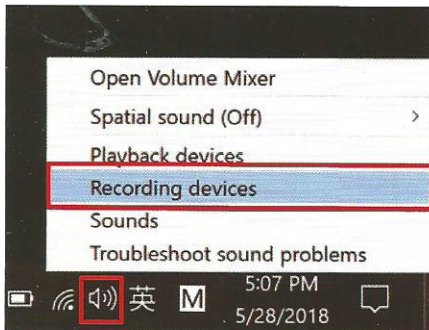 Open Volume Mixer
Spatial sound (Off)
Playback devices
Recording devices
Sounds
Troubleshoot sound problems
英 M 5:07 PM
5/28/2018